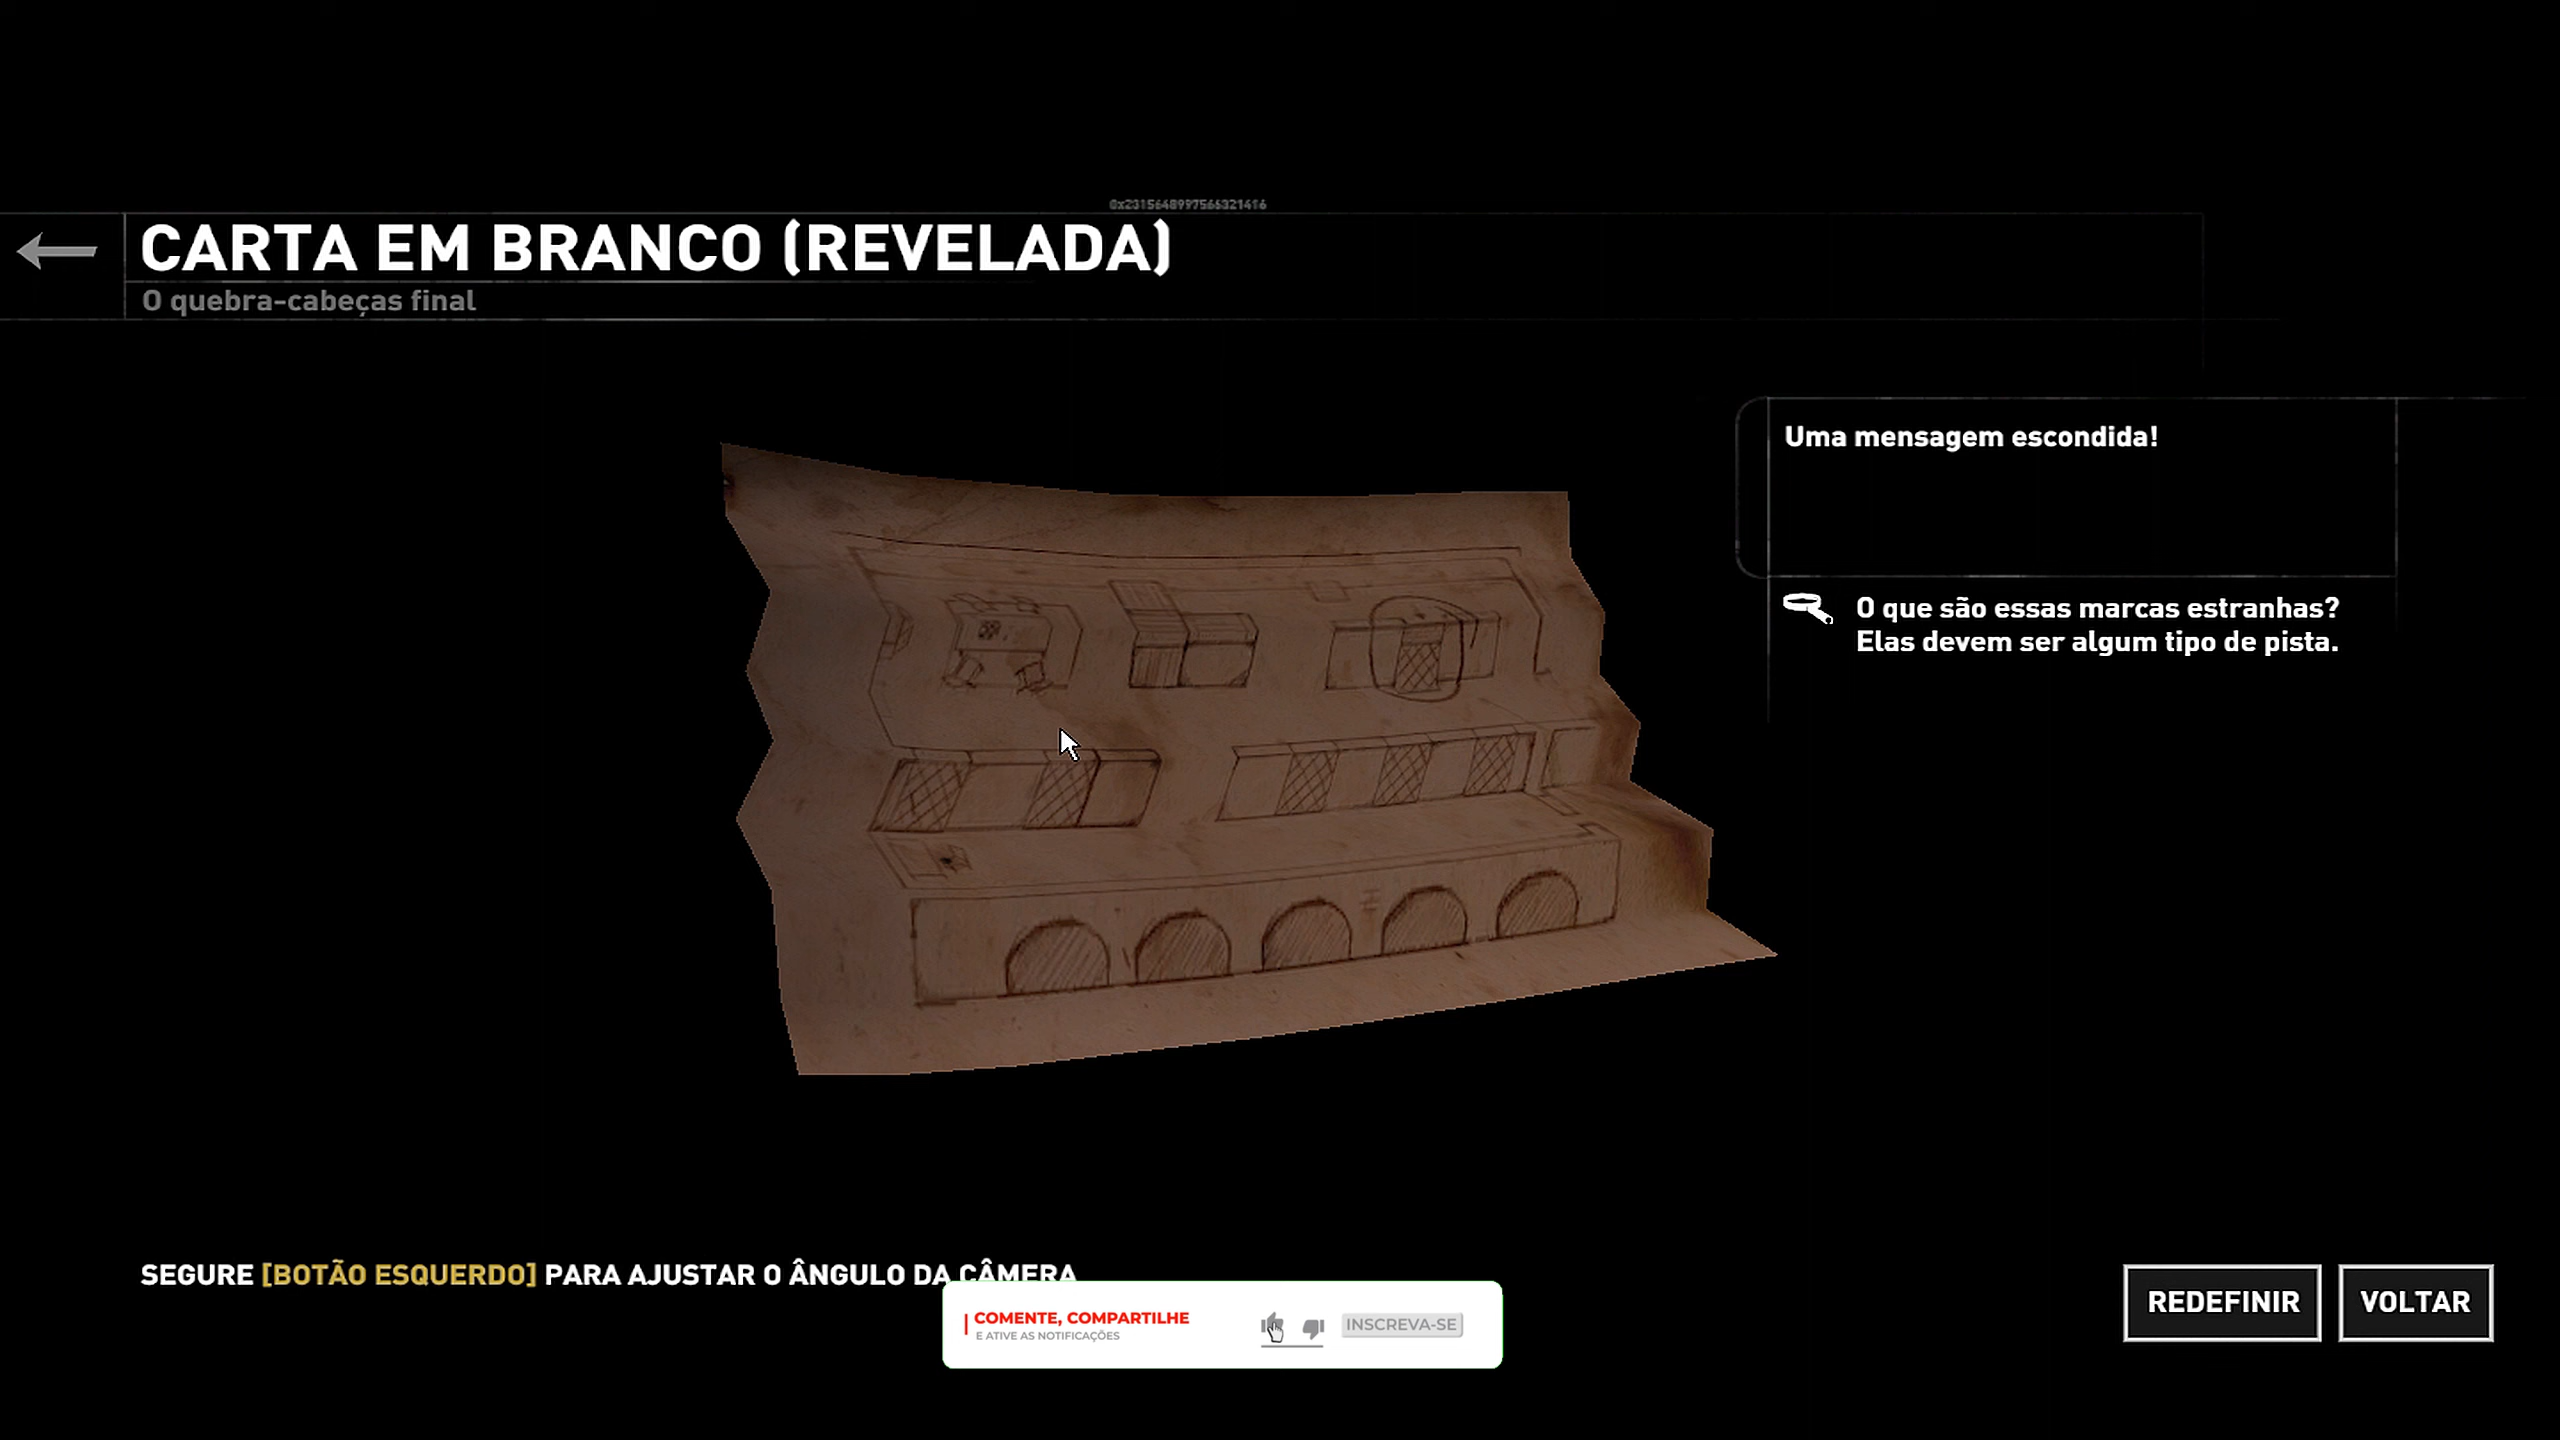 0x2315648997566321416
CARTA EM BRANCO (REVELADA)
O quebra-cabeças final
Uma mensagem escondida!
O que são essas marcas estranhas?
Elas devem ser algum tipo de pista.
SEGURE [BOTÃO ESQUERDO] PARA AJUSTAR O ÂNGULO DA CÂMERA
COMENTE, COMPARTILHE
E ATIVE AS NOTIFICAÇÕES
INSCREVA-SE
REDEFINIR
VOLTAR